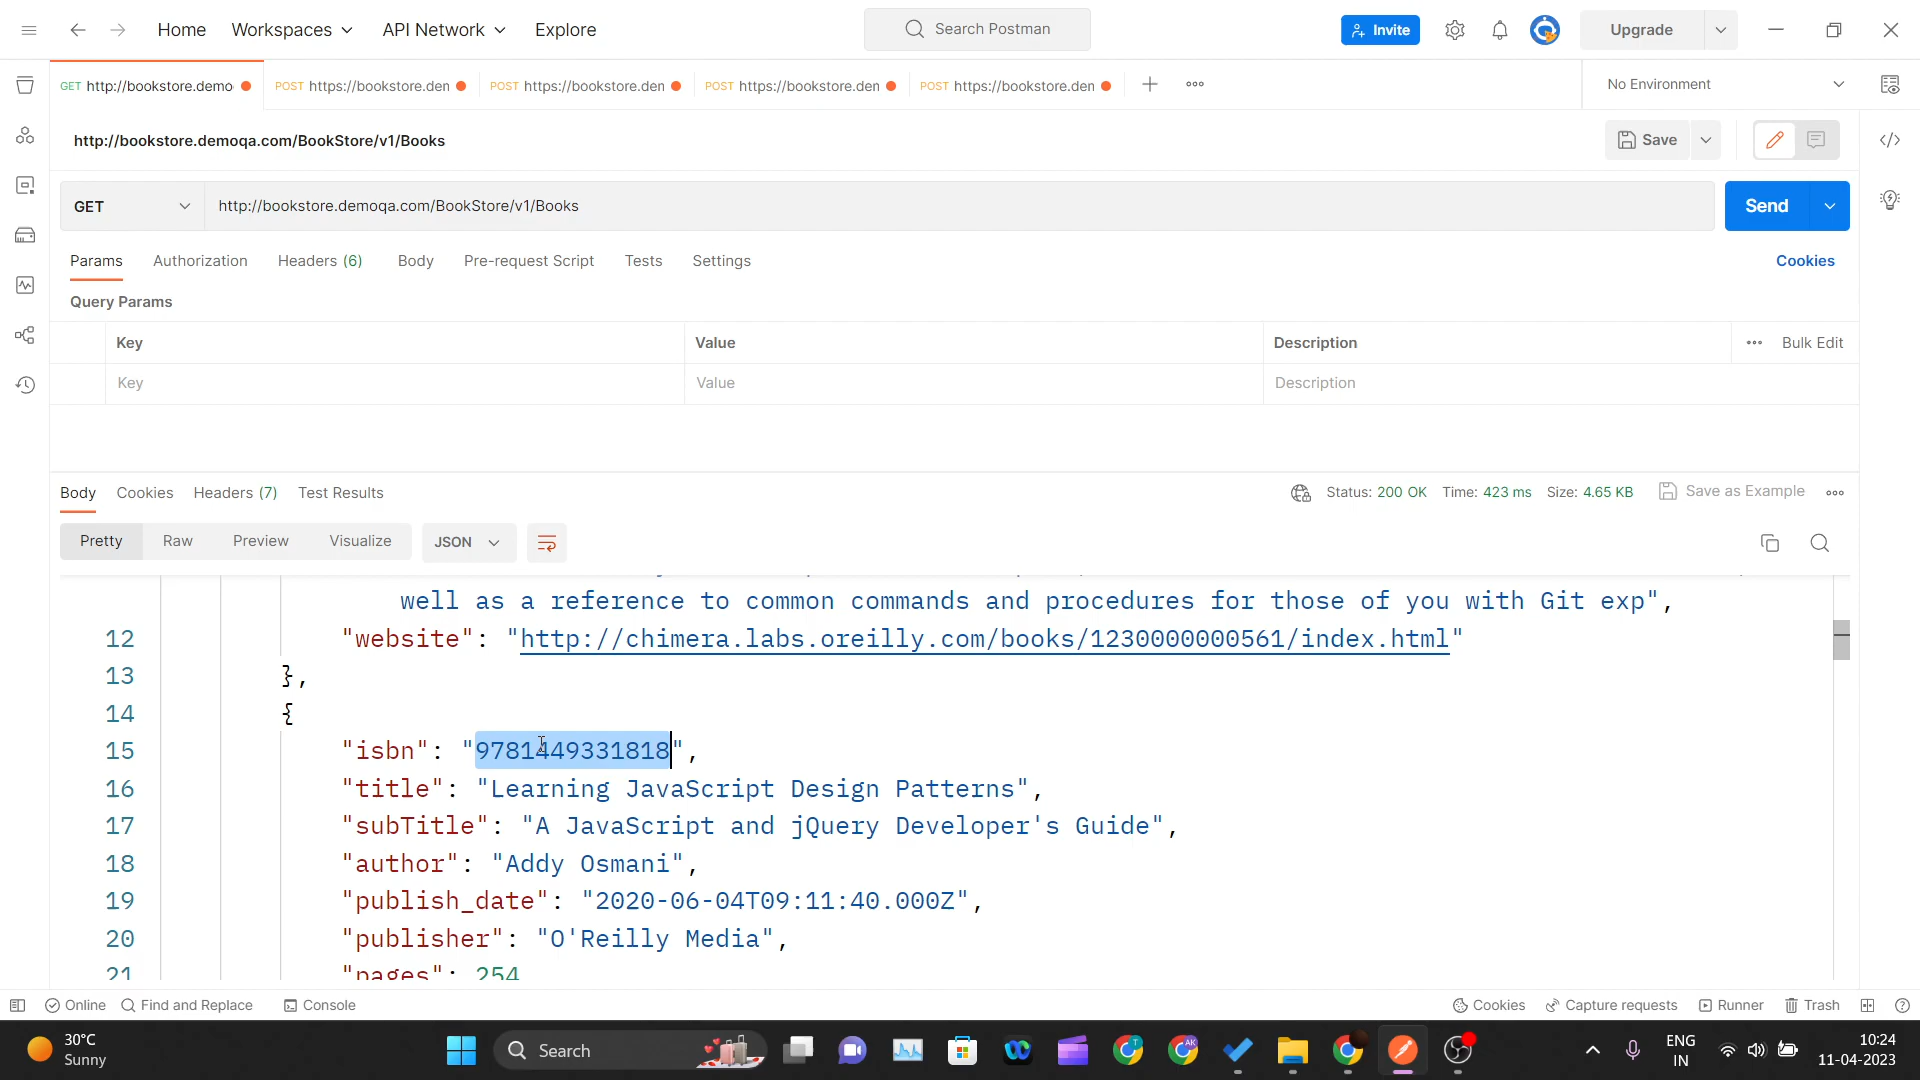 Home Workspaces API Network Explore Search Postman Invite Upgrade
GET http://bookstore.demo POST https://bookstore.den POST https://bookstore.den POST https://bookstore.den POST https://bookstore.den No Environment
http://bookstore.demoqa.com/BookStore/v1/Books Save
GET http://bookstore.demoqa.com/BookStore/v1/Books Send
Params Authorization Headers (6) Body Pre-request Script Tests Settings Cookies
Query Params
Key Value Description Bulk Edit
Key Value Description
Body Cookies Headers (7) Test Results Status: 200 OK Time: 423 ms Size: 4.65 KB Save as Example
Pretty Raw Preview Visualize JSON
well as a reference to common commands and procedures for those of you with Git exp",
12 "website": "http://chimera.labs.oreilly.com/books/1230000000561/index.html"
13 },
14 {
15 "isbn": "9781449331818",
16 "title": "Learning JavaScript Design Patterns",
17 "subTitle": "A JavaScript and jQuery Developer's Guide",
18 "author": "Addy Osmani",
19 "publish_date": "2020-06-04T09:11:40.000Z",
20 "publisher": "O'Reilly Media",
21 "pages": 254
Online Find and Replace Console Cookies Capture requests Runner Trash
30°C
Sunny
Search
ENG
IN
10:24
11-04-2023